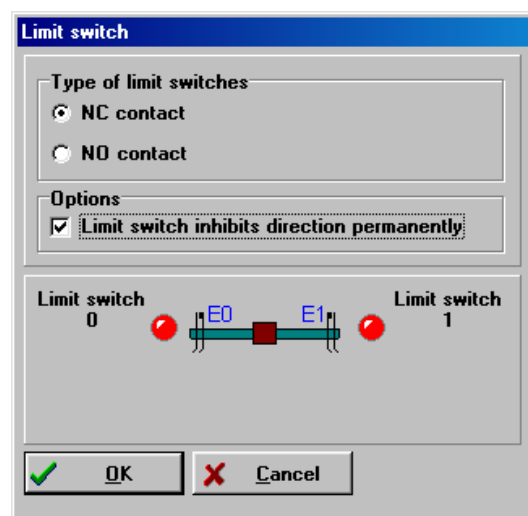 Limit switch
Type of limit switches
NC contact
NO contact
Options
Limit switch inhibits direction permanently
Limit switch
0
E0
E1
Limit switch
1
OK
Cancel